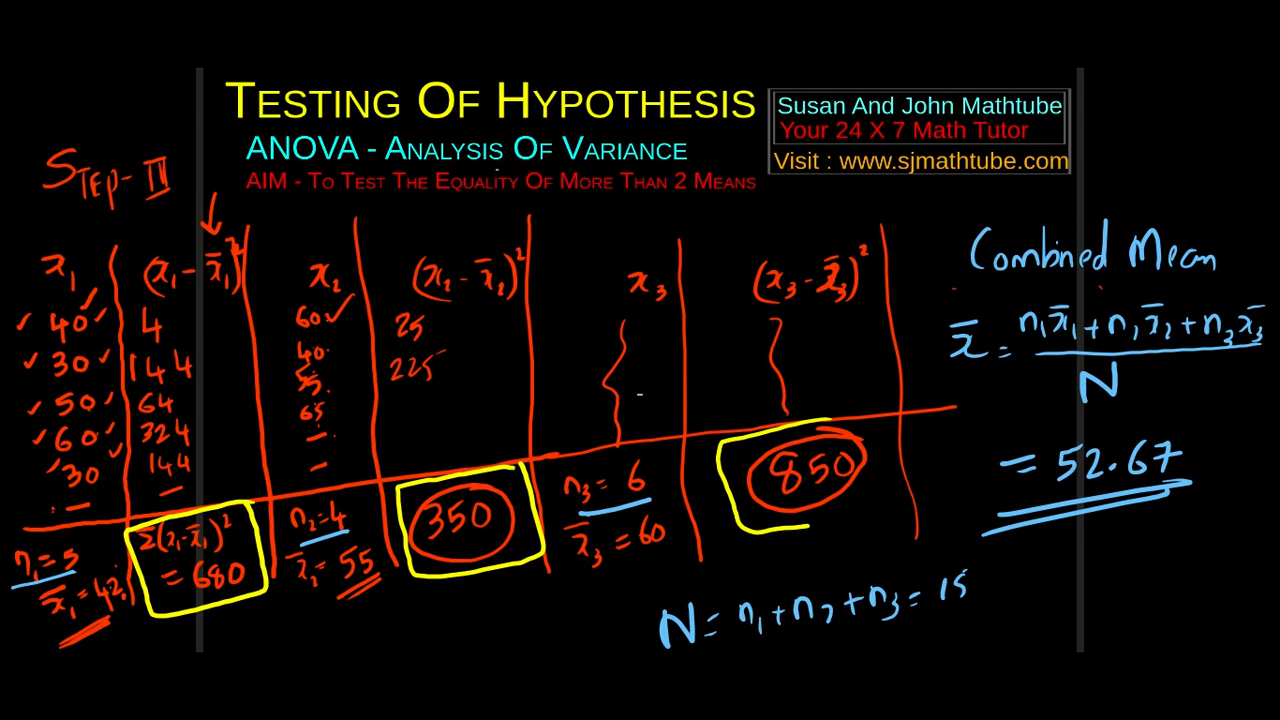 TESTING OF HYPOTHESIS
ANOVA - ANALYSIS OF VARIANCE
AIM - TO TEST THE EQUALITY OF MORE THAN 2 MEANS
Susan And John Mathtube
Your 24 X 7 Math Tutor
Visit : www.sjmathtube.com
STEP-III
x₁ (x₁ - x̄₁)² x₂ (x₂ - x̄₂)² x₃ (x₃ - x̄₃)²
40 4 60 25
30 144 40 225
50 64 55
60 324 65
30 144
n₁ = 5
x̄₁ = 42
Σ(x₁-x̄₁)²
= 680
n₂ = 4
x̄₂ = 55
350
n₃ = 6
x̄₃ = 60
850
Combined Mean
x̄ = n₁x̄₁ + n₂x̄₂ + n₃x̄₃
N
= 52.67
N = n₁ + n₂ + n₃ = 15